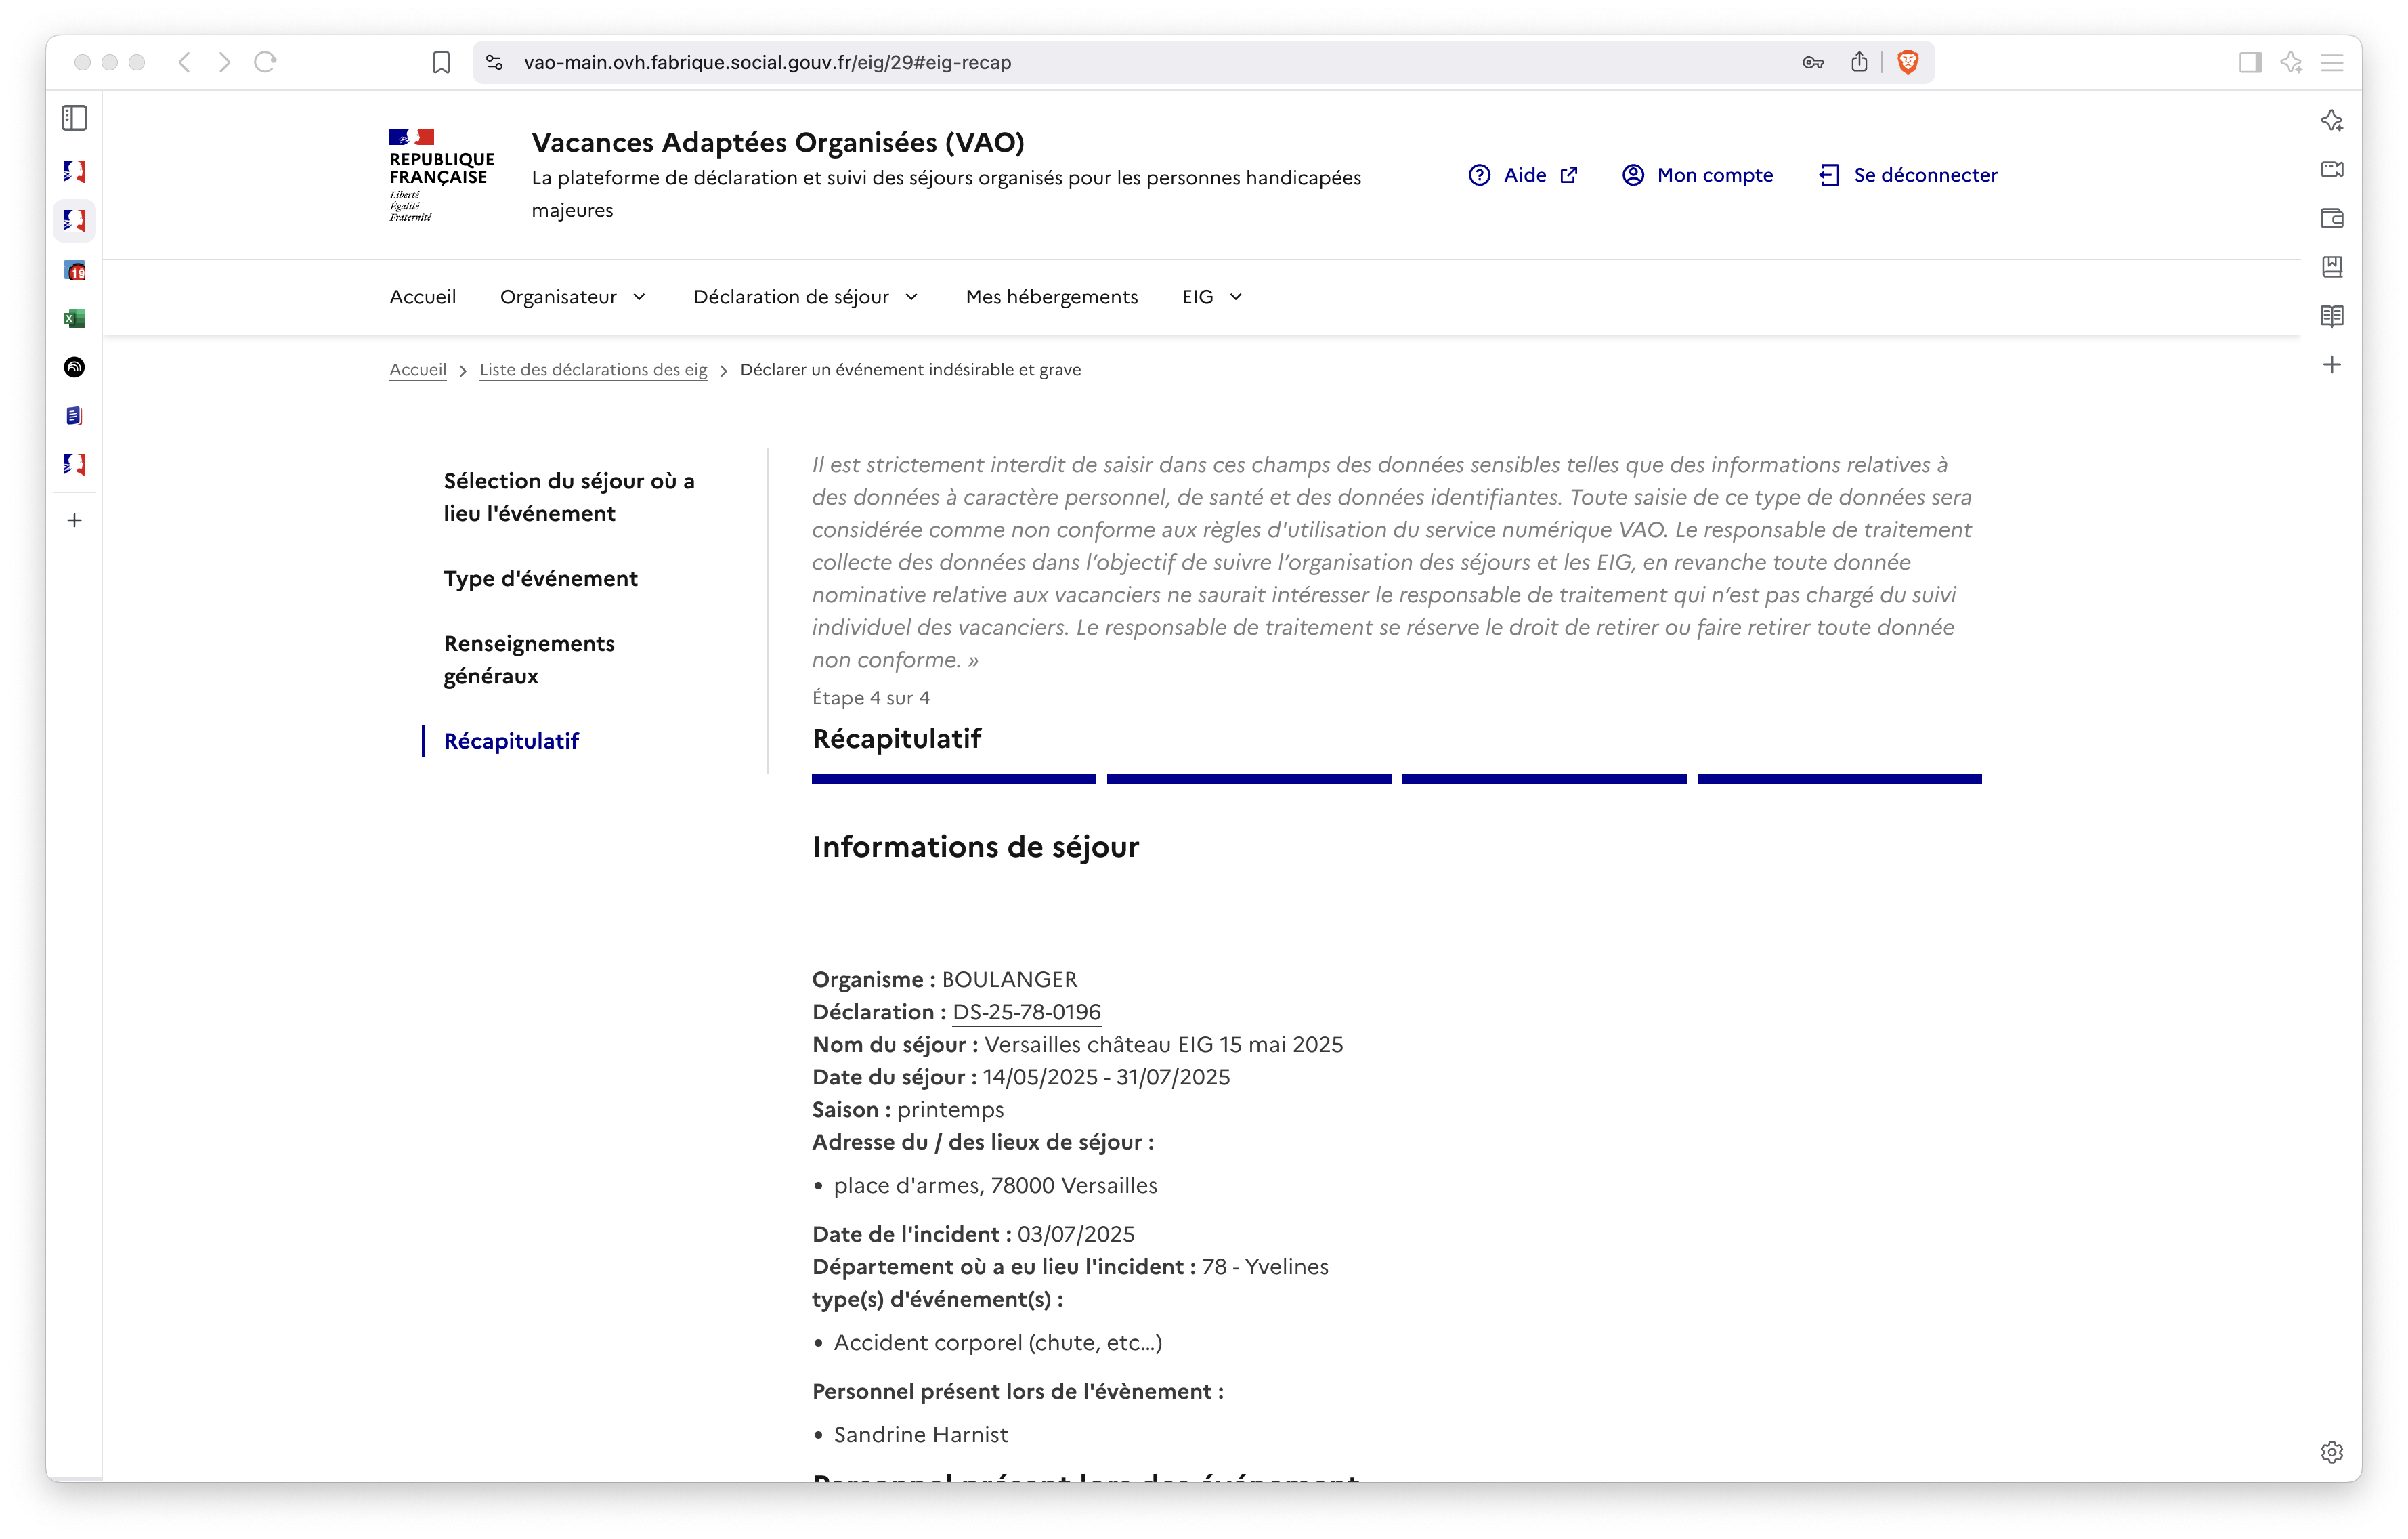 vao-main.ovh.fabrique.social.gouv.fr/eig/29#eig-recap
REPUBLIQUE
FRANÇAISE
Liberté
Égalité
Fraternité
Vacances Adaptées Organisées (VAO)
La plateforme de déclaration et suivi des séjours organisés pour les personnes handicapées
majeures
Aide
Mon compte
Se déconnecter
19
Accueil
Organisateur
Déclaration de séjour
Mes hébergements
EIG
Accueil > Liste des déclarations des eig > Déclarer un événement indésirable et grave
Sélection du séjour où a
lieu l'événement
Type d'événement
Renseignements
généraux
Récapitulatif
Il est strictement interdit de saisir dans ces champs des données sensibles telles que des informations relatives à
des données à caractère personnel, de santé et des données identifiantes. Toute saisie de ce type de données sera
considérée comme non conforme aux règles d'utilisation du service numérique VAO. Le responsable de traitement
collecte des données dans l’objectif de suivre l’organisation des séjours et les EIG, en revanche toute donnée
nominative relative aux vacanciers ne saurait intéresser le responsable de traitement qui n’est pas chargé du suivi
individuel des vacanciers. Le responsable de traitement se réserve le droit de retirer ou faire retirer toute donnée
non conforme. »
Étape 4 sur 4
Récapitulatif
Informations de séjour
Organisme : BOULANGER
Déclaration : DS-25-78-0196
Nom du séjour : Versailles château EIG 15 mai 2025
Date du séjour : 14/05/2025 - 31/07/2025
Saison : printemps
Adresse du / des lieux de séjour :
• place d'armes, 78000 Versailles
Date de l'incident : 03/07/2025
Département où a eu lieu l'incident : 78 - Yvelines
type(s) d'événement(s) :
• Accident corporel (chute, etc...)
Personnel présent lors de l'évènement :
• Sandrine Harnist
Personnel présent lors des événement